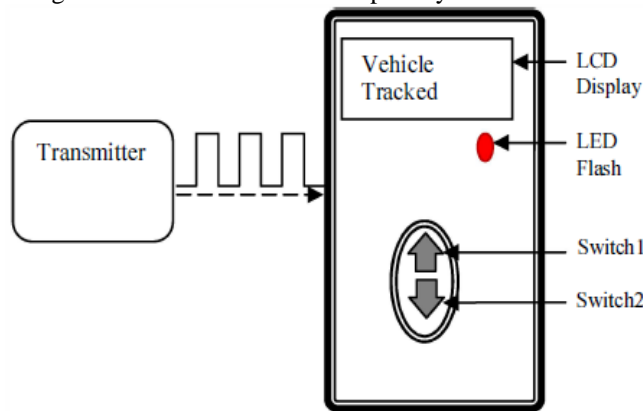 Vehicle
Tracked
LCD
Display
Transmitter
LED
Flash
Switch1
Switch2